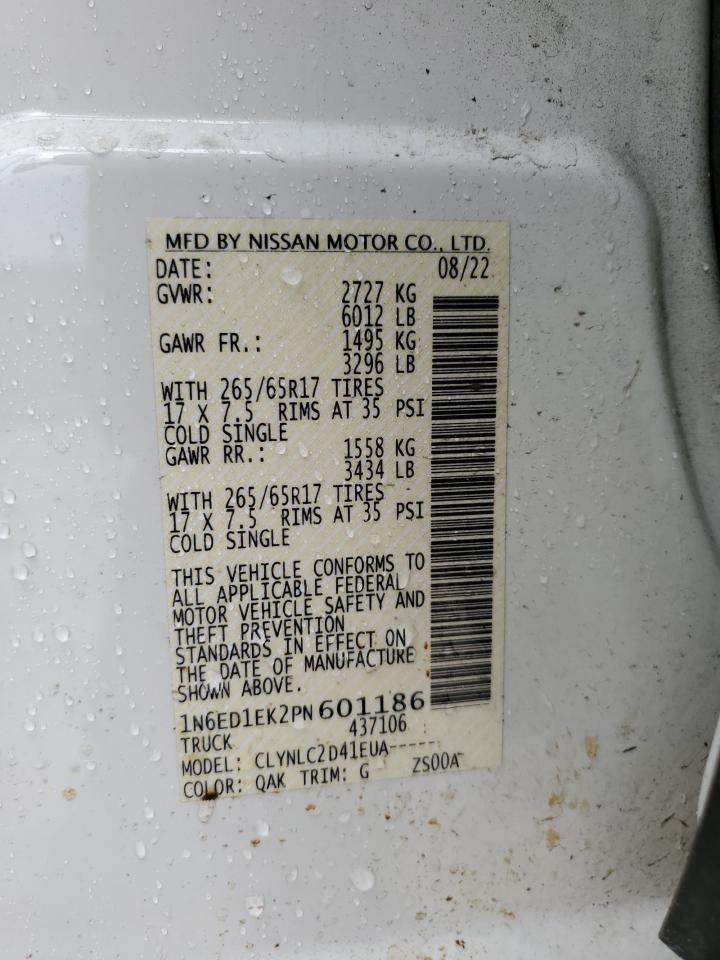 MFD BY NISSAN MOTOR CO., LTD.
DATE: 08/22
GVWR: 2727 KG
6012 LB
GAWR FR.: 1495 KG
3296 LB
WITH 265/65R17 TIRES
17 X 7.5 RIMS AT 35 PSI
COLD SINGLE
GAWR RR.: 1558 KG
3434 LB
WITH 265/65R17 TIRES
17 X 7.5 RIMS AT 35 PSI
COLD SINGLE
THIS VEHICLE CONFORMS TO
ALL APPLICABLE FEDERAL
MOTOR VEHICLE SAFETY AND
THEFT PREVENTION
STANDARDS IN EFFECT ON
THE DATE OF MANUFACTURE
SHOWN ABOVE.
1N6ED1EK2PN601186
TRUCK 437106
MODEL: CLYNLC2D41EUA------
COLOR: QAK TRIM: G ZS00A